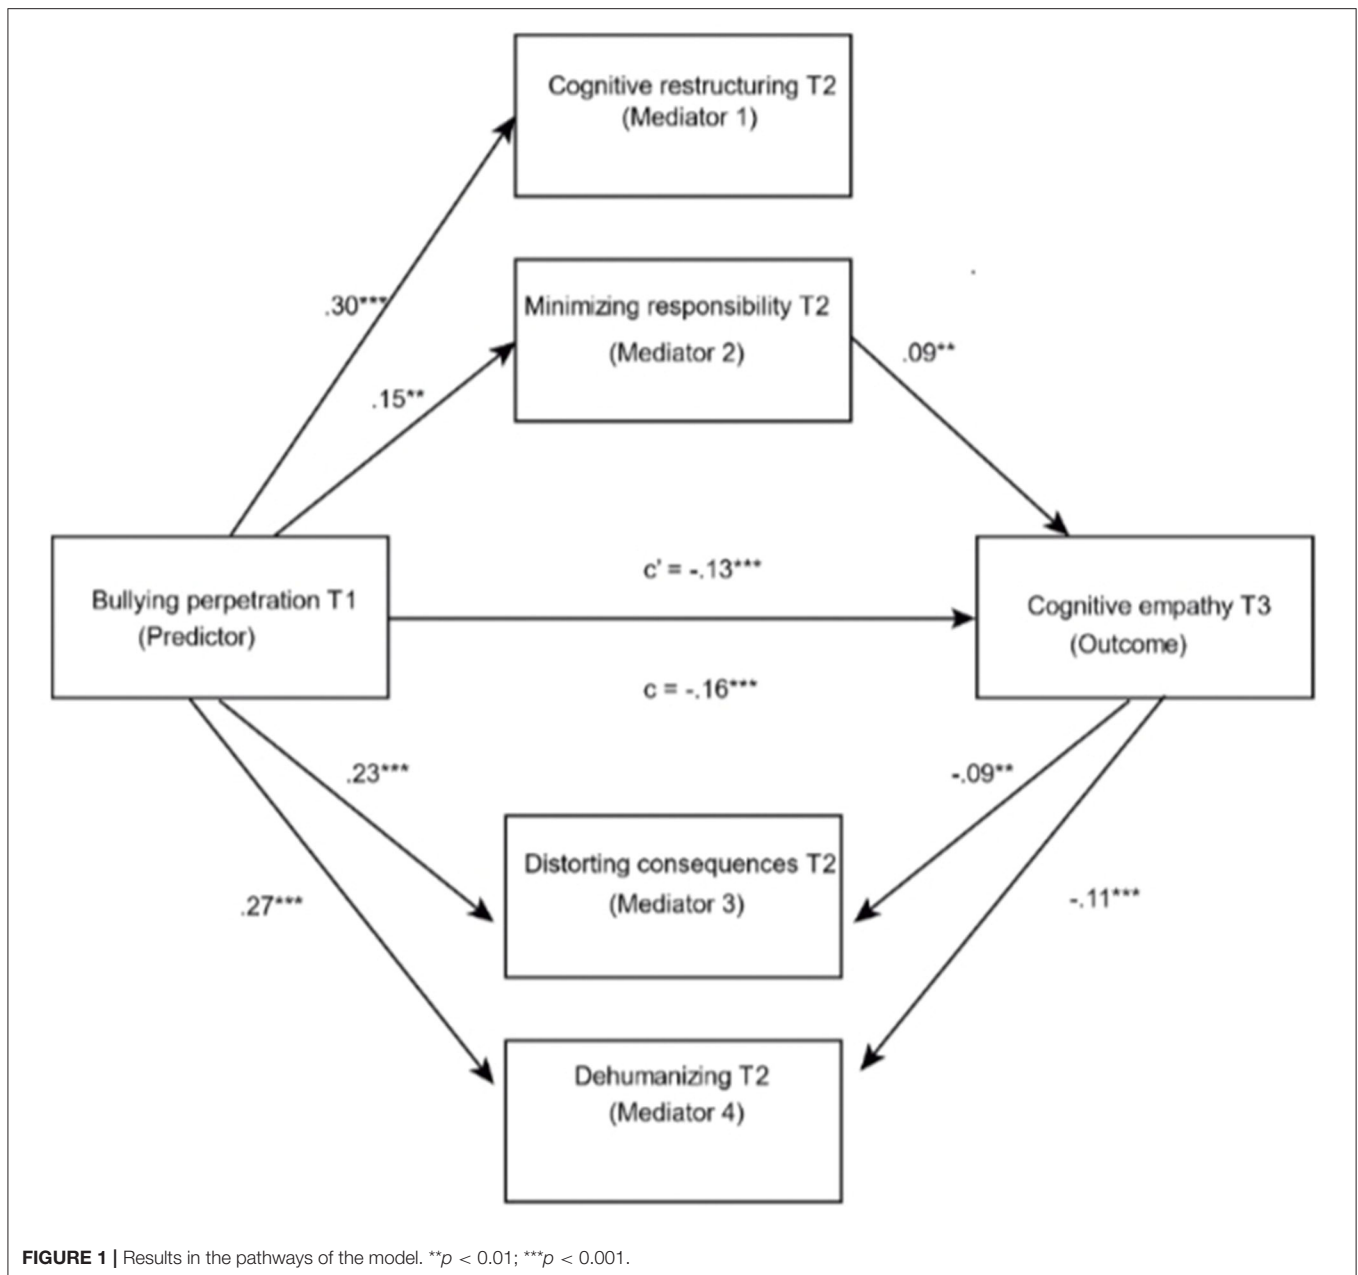 Cognitive restructuring T2
(Mediator 1)
.30***
Minimizing responsibility T2
(Mediator 2)
.09**
.15**
c' = -.13***
Bullying perpetration T1
(Predictor)
Cognitive empathy T3
(Outcome)
c = -.16***
.23***
-.09**
Distorting consequences T2
(Mediator 3)
.27***
-.11***
Dehumanizing T2
(Mediator 4)
FIGURE 1 | Results in the pathways of the model. **p < 0.01; ***p < 0.001.